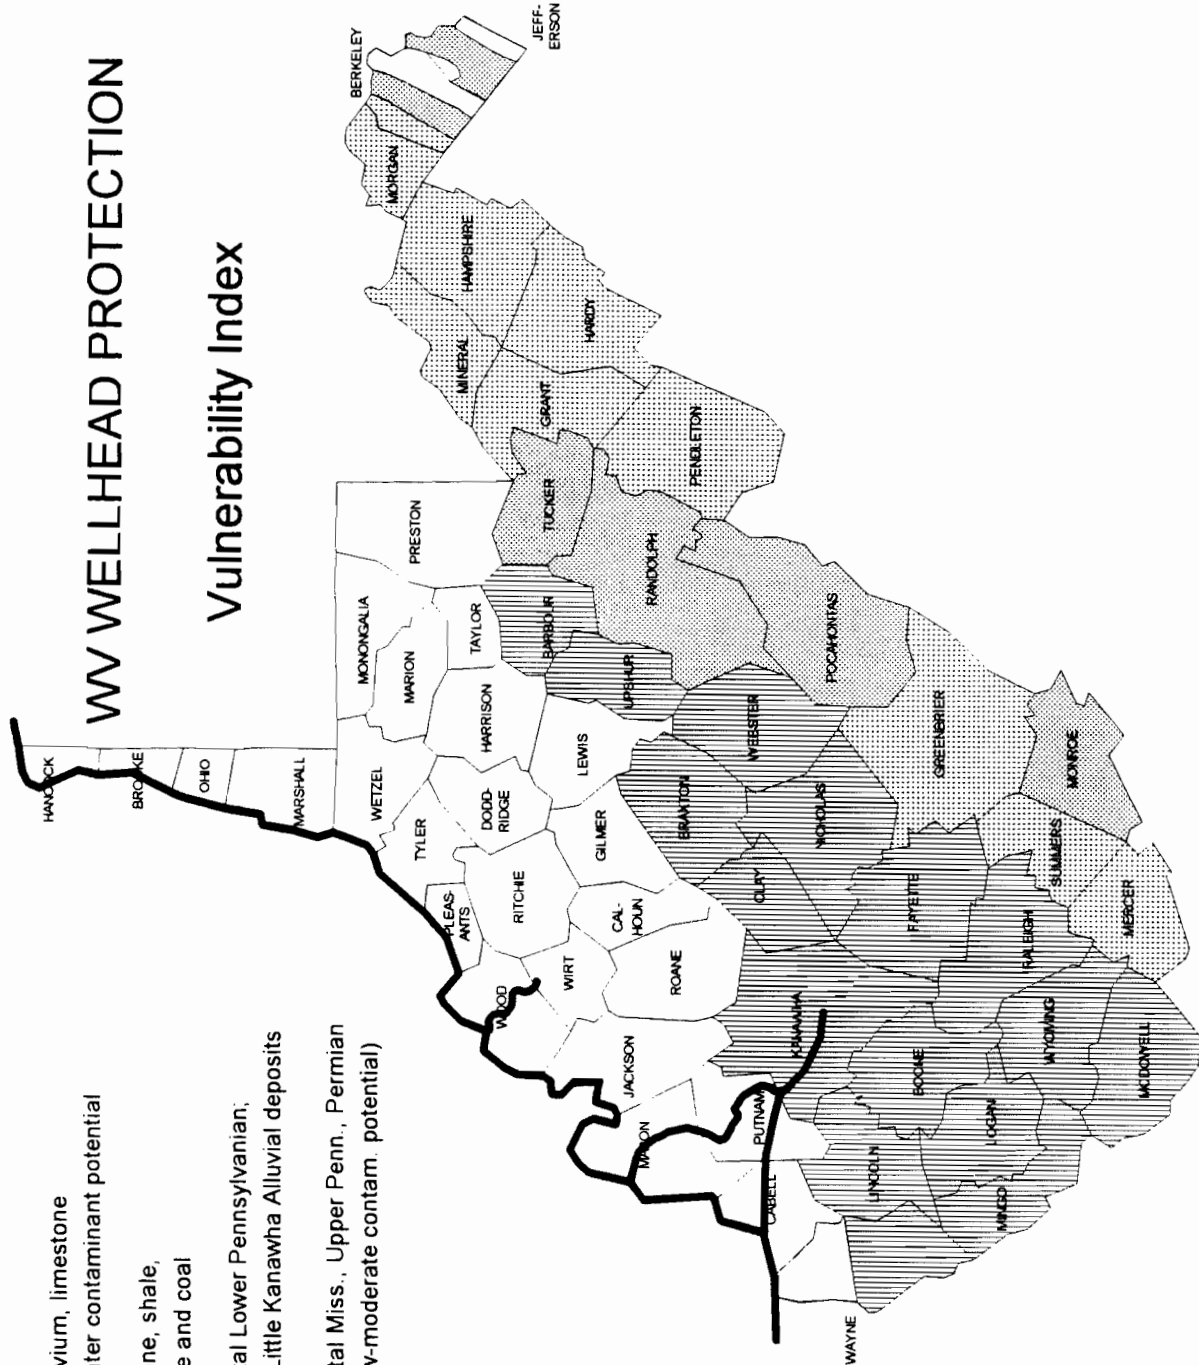 WV WELLHEAD PROTECTION
Vulnerability Index
vium, limestone
ter contaminant potential
ne, shale,
e and coal
al Lower Pennsylvanian;
Little Kanawha Alluvial deposits
tal Miss., Upper Penn., Permian
w-moderate contam. potential)
HANCOCK
BROOKE
OHIO
MARSHALL
WETZEL
MONONGALIA
MARION
PRESTON
TAYLOR
TYLER
PLEAS-
ANTS
DODD-
RIDGE
HARRISON
RITCHIE
WOOD
WIRT
CAL-
HOUN
GILMER
LEWIS
BARBOUR
UPSHUR
TUCKER
RANDOLPH
GRANT
MINERAL
HAMPSHIRE
HARDY
PENDLETON
MORGAN
BERKELEY
JEFF-
ERSON
JACKSON
ROANE
MASON
PUTNAM
CABELL
WAYNE
KANAWHA
CLAY
BRAXTON
WEBSTER
NICHOLAS
POCAHONTAS
GREENBRIER
MONROE
SUMMERS
MERCER
FAYETTE
RALEIGH
BOONE
LINCOLN
LOGAN
MINGO
WYOMING
MCDOWELL